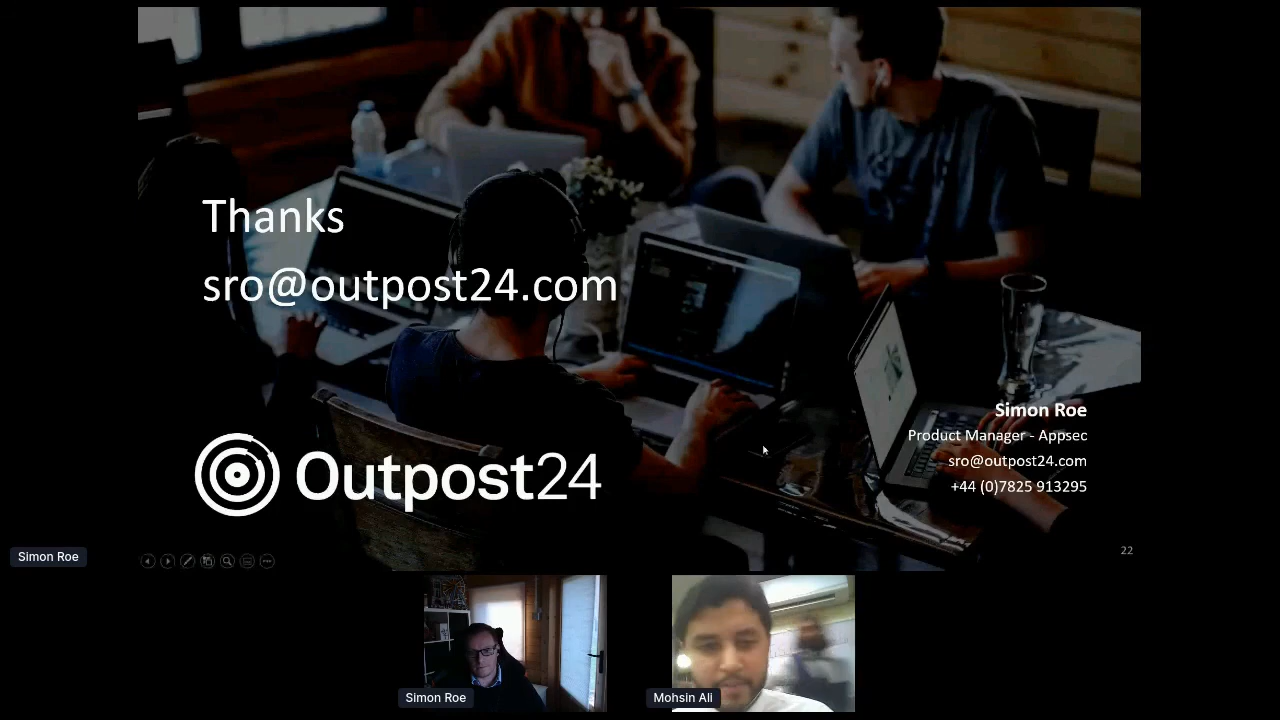 Thanks
sro@outpost24.com
Outpost24
Simon Roe
Product Manager - Appsec
sro@outpost24.com
+44 (0)7825 913295
22
Simon Roe
Simon Roe
Mohsin Ali